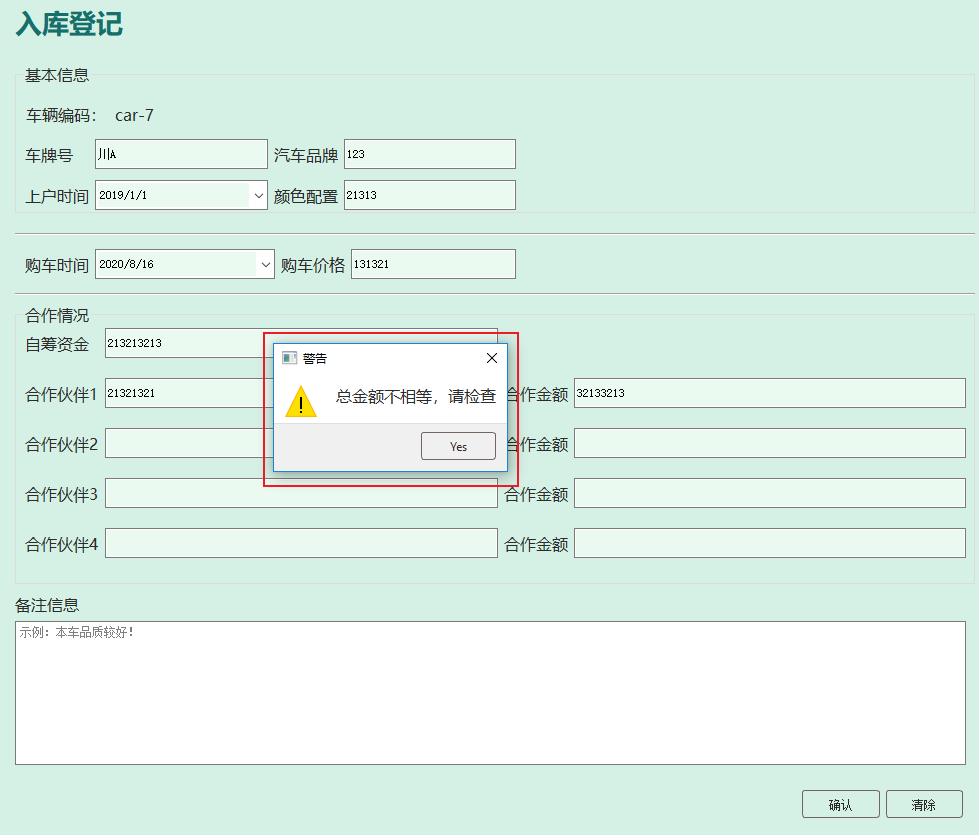 入库登记
基本信息
车辆编码： car-7
车牌号 川A 汽车品牌 123
上户时间 2019/1/1 颜色配置 21313
购车时间 2020/8/16 购车价格 131321
合作情况
自筹资金 213213213
警告
总金额不相等，请检查
Yes
合作伙伴1 21321321 合作金额 32133213
合作伙伴2 合作金额
合作伙伴3 合作金额
合作伙伴4 合作金额
备注信息
示例：本车品质较好！
确认 清除